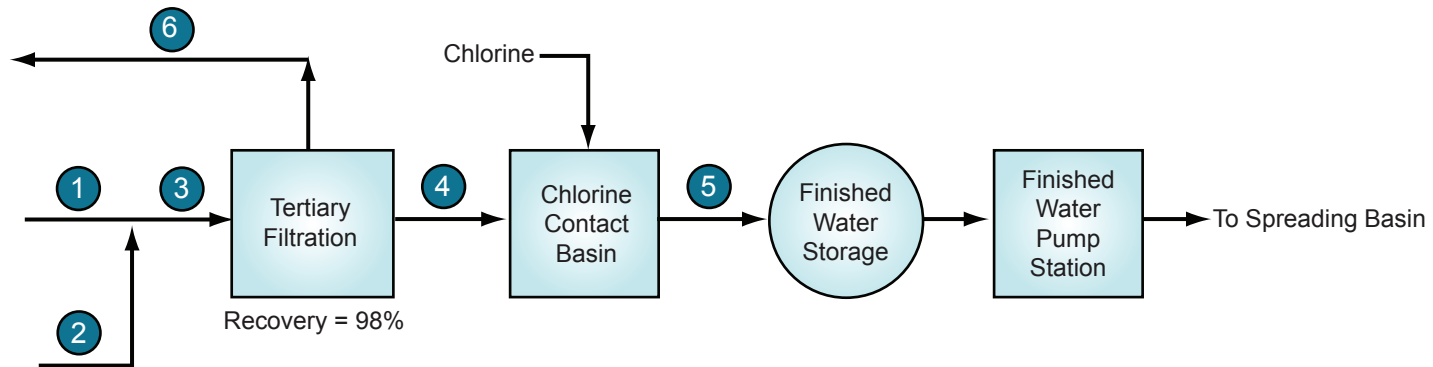 6
Chlorine
1
3
4
5
Tertiary
Filtration
Chlorine
Contact
Basin
Finished
Water
Storage
Finished
Water
Pump
Station
To Spreading Basin
2
Recovery = 98%